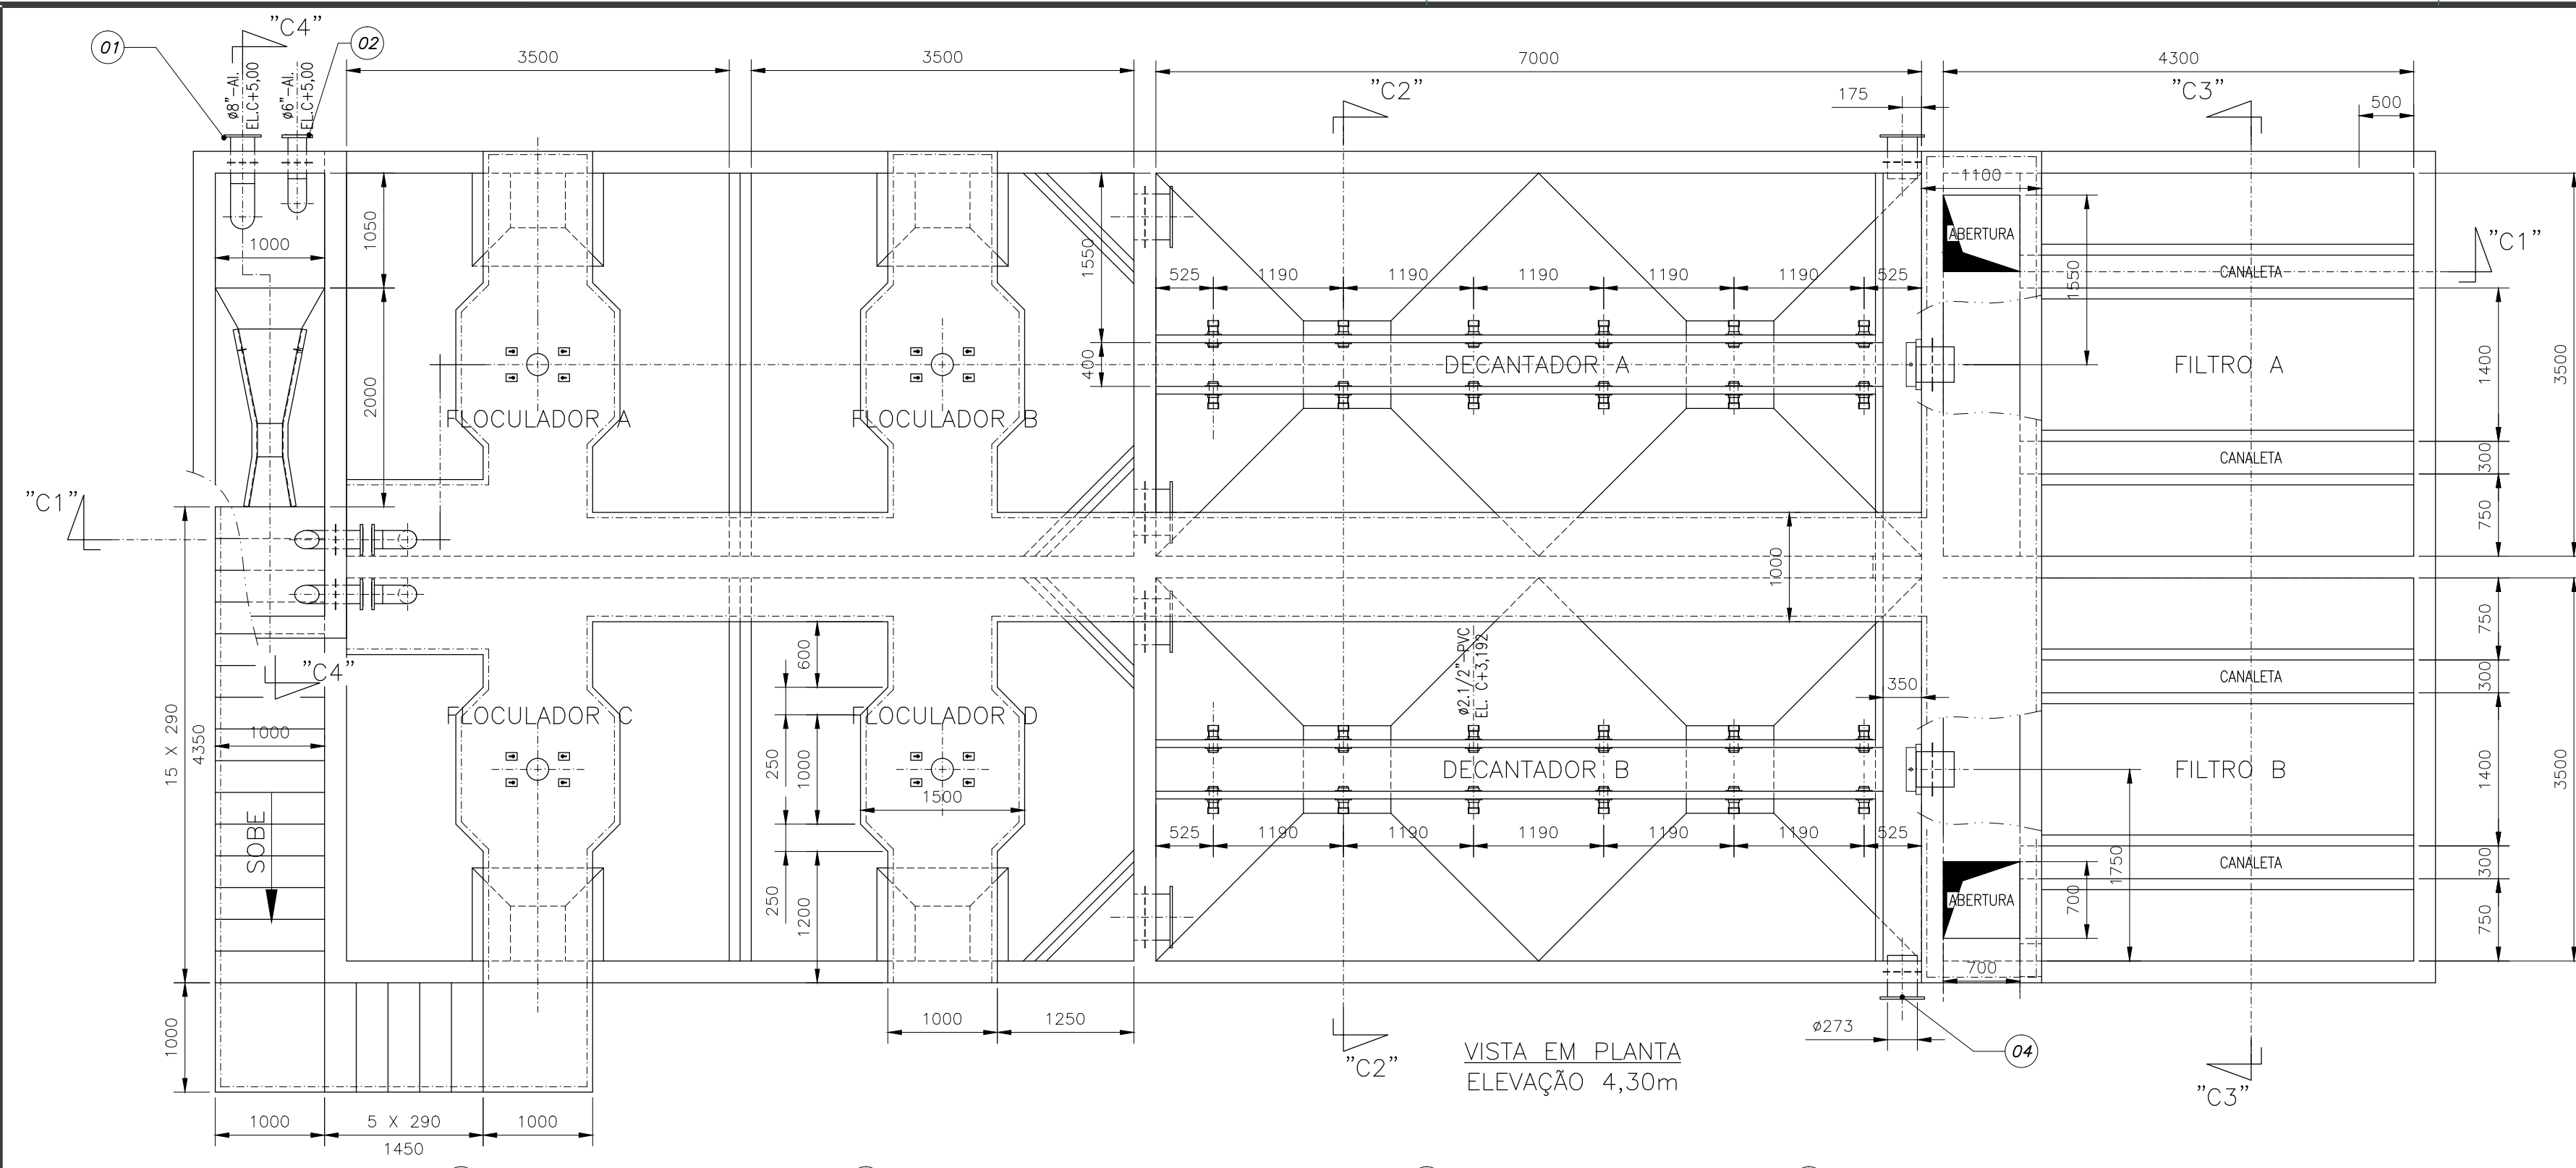 "C4"
01
02
ø8"-Al.
EL.C+5,00
ø6"-Al.
EL.C+5,00
3500
3500
7000
4300
"C2"
175
"C3"
500
1000
1050
1100
1550
ABERTURA
"C1"
525
1190
1190
1190
1190
1190
525
CANALETA
1550
2000
400
DECANTADOR A
FILTRO A
1400
3500
FLOCULADOR A
FLOCULADOR B
CANALETA
300
"C1"
750
1000
"C4"
600
ø2.1/2"-PVC
EL. C+3,192
350
750
CANALETA
300
FLOCULADOR C
FLOCULADOR D
15 X 290
4350
1000
250
1000
DECANTADOR B
FILTRO B
1400
3500
1500
SOBE
525
1190
1190
1190
1190
1190
525
1750
CANALETA
300
250
1200
ABERTURA
700
750
700
1000
1000
1250
ø273
04
VISTA EM PLANTA
ELEVAÇÃO 4,30m
"C2"
"C3"
1000
5 X 290
1450
1000